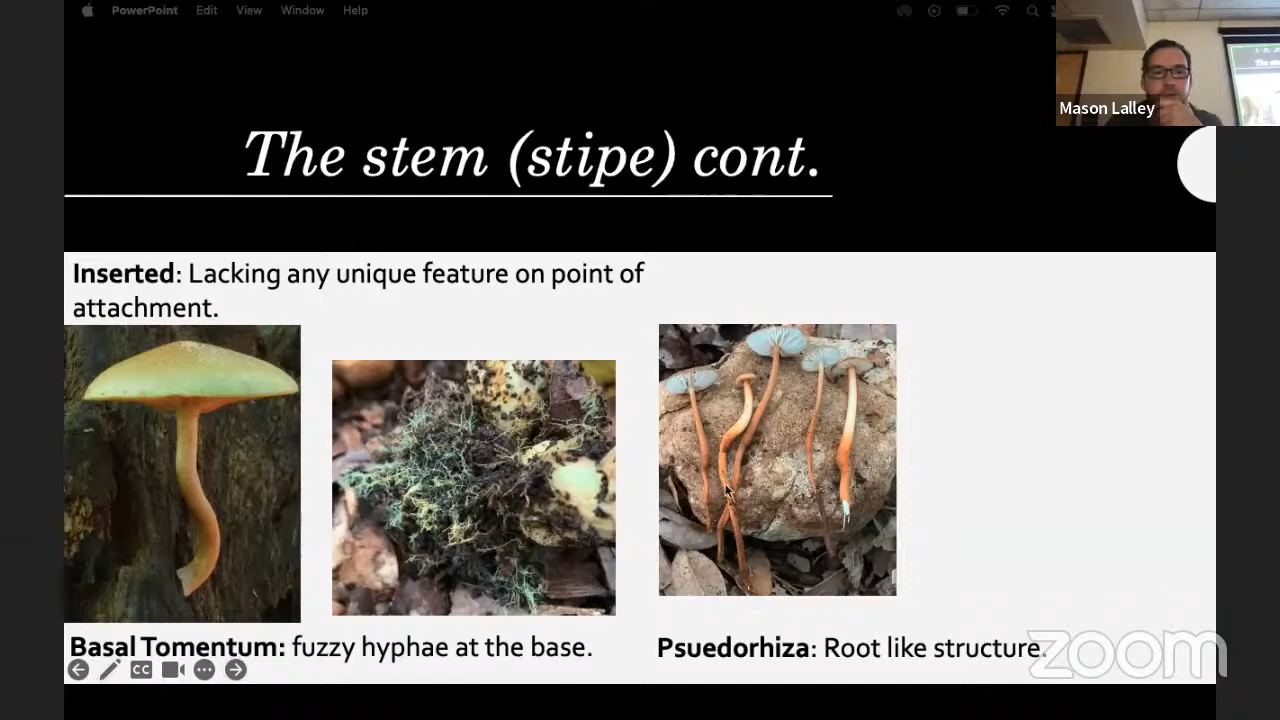 PowerPoint Edit View Window Help
Mason Lalley
The stem (stipe) cont.
Inserted: Lacking any unique feature on point of
attachment.
Basal Tomentum: fuzzy hyphae at the base.
Psuedorhiza: Root like structure.
CC
zoom